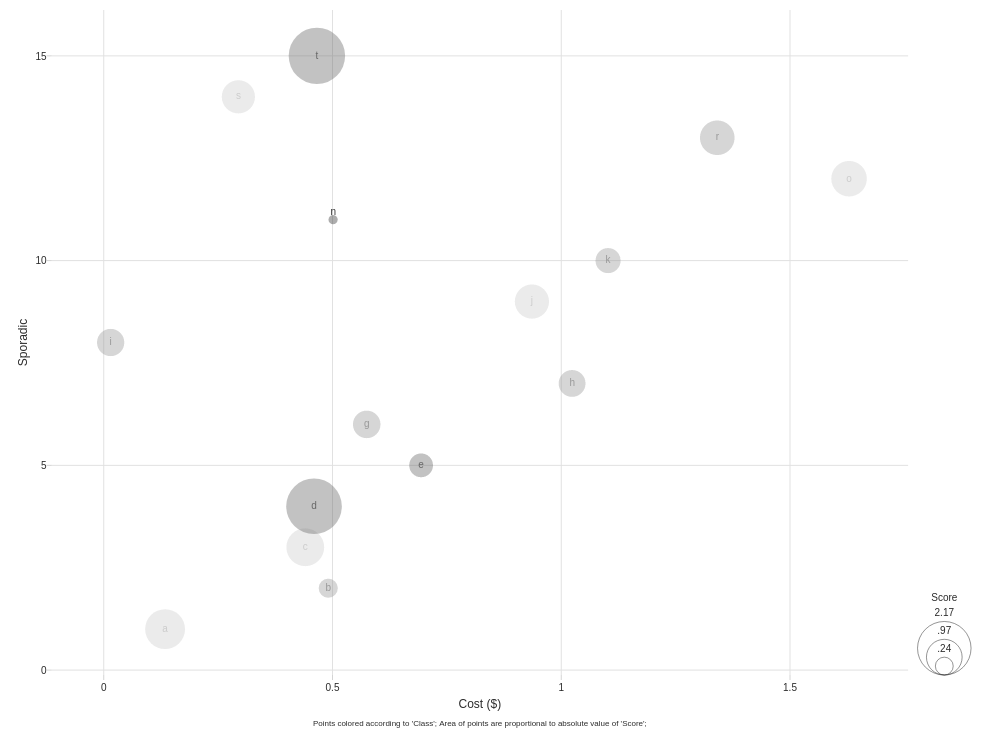 15
t
s
r
o
n
10
k
j
i
h
g
e
5
d
c
b
a
0
0 0.5 1 1.5
Sporadic
Cost ($)
Score
2.17
.97
.24
Points colored according to 'Class'; Area of points are proportional to absolute value of 'Score';